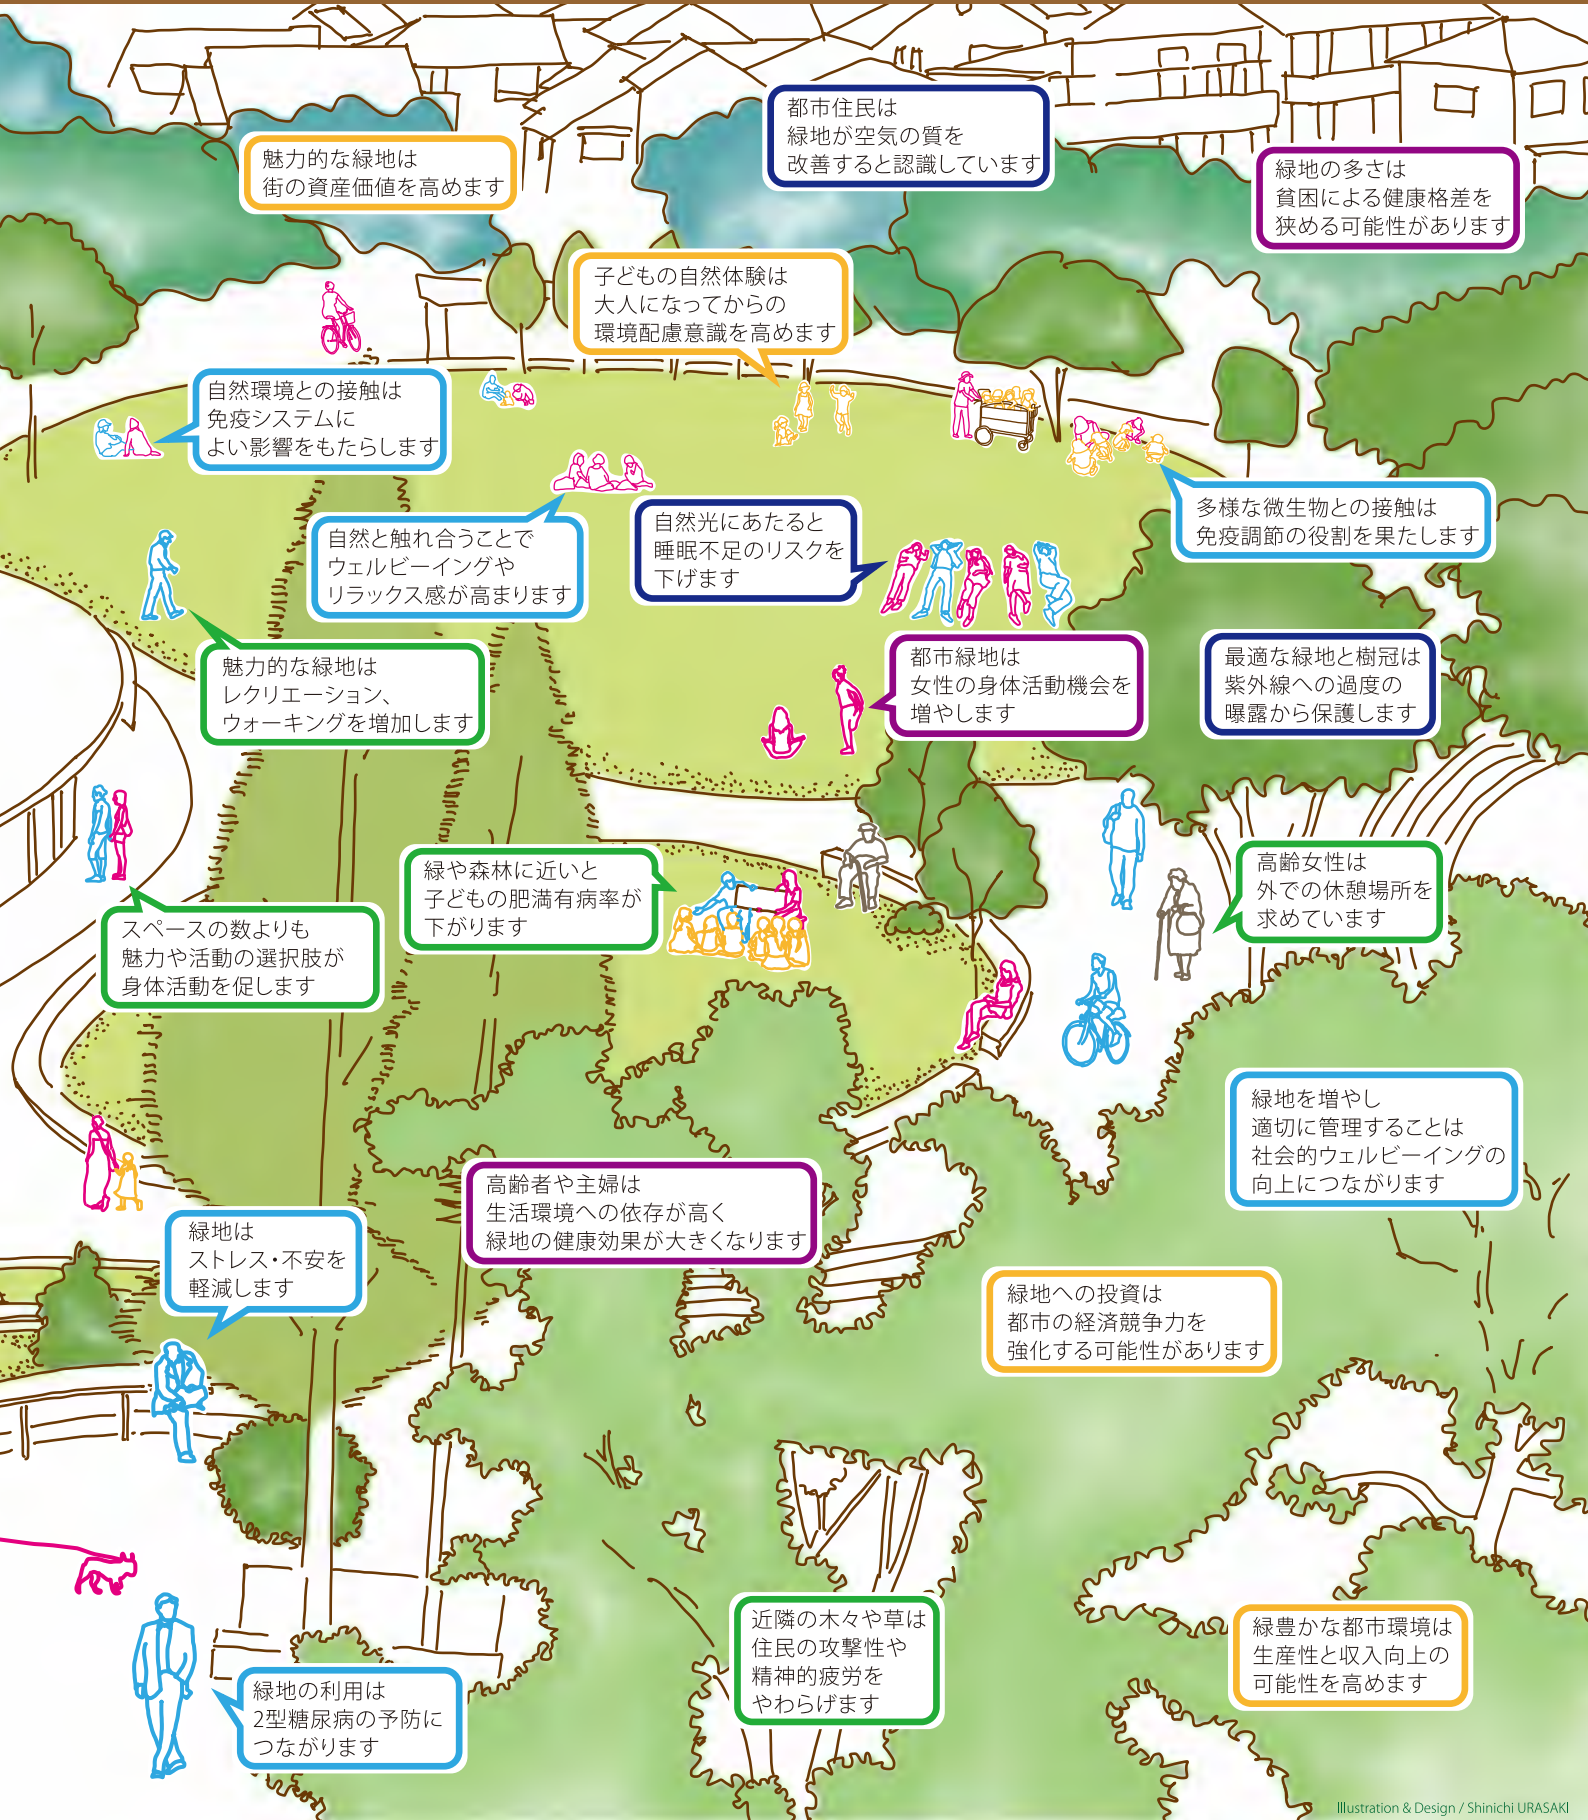 都市住民は
緑地が空気の質を
改善すると認識しています
魅力的な緑地は
街の資産価値を高めます
緑地の多さは
貧困による健康格差を
狭める可能性があります
子どもの自然体験は
大人になってからの
環境配慮意識を高めます
自然環境との接触は
免疫システムに
よい影響をもたらします
多様な微生物との接触は
免疫調節の役割を果たします
自然と触れ合うことで
ウェルビーイングや
リラックス感が高まります
自然光にあたると
睡眠不足のリスクを
下げます
魅力的な緑地は
レクリエーション、
ウォーキングを増加します
都市緑地は
女性の身体活動機会を
増やします
最適な緑地と樹冠は
紫外線への過度の
曝露から保護します
緑や森林に近いと
子どもの肥満有病率が
下がります
高齢女性は
外での休憩場所を
求めています
スペースの数よりも
魅力や活動の選択肢が
身体活動を促します
緑地を増やし
適切に管理することは
社会的ウェルビーイングの
向上につながります
高齢者や主婦は
生活環境への依存が高く
緑地の健康効果が大きくなります
緑地は
ストレス・不安を
軽減します
緑地への投資は
都市の経済競争力を
強化する可能性があります
近隣の木々や草は
住民の攻撃性や
精神的疲労を
やわらげます
緑豊かな都市環境は
生産性と収入向上の
可能性を高めます
緑地の利用は
2型糖尿病の予防に
つながります
Illustration & Design / Shinichi URASAKI